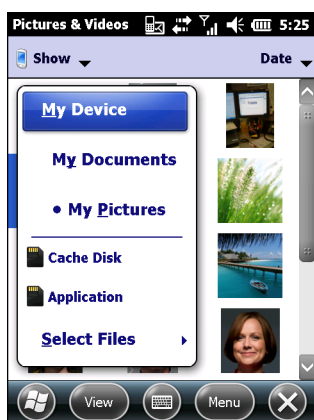 Pictures & Videos 5:25
Show Date
My Device
My Documents
• My Pictures
Cache Disk
Application
Select Files
View Menu